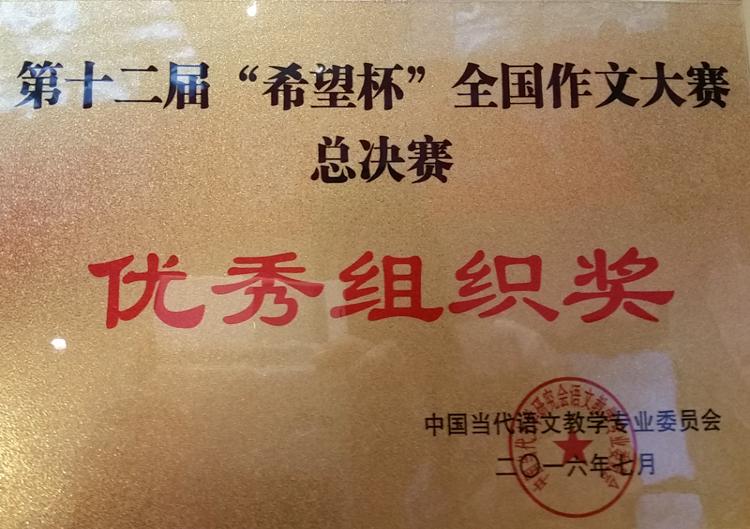 第十二届“希望杯”全国作文大赛
总决赛
优秀组织奖
中国当代语文教学专业委员会
二〇一六年七月